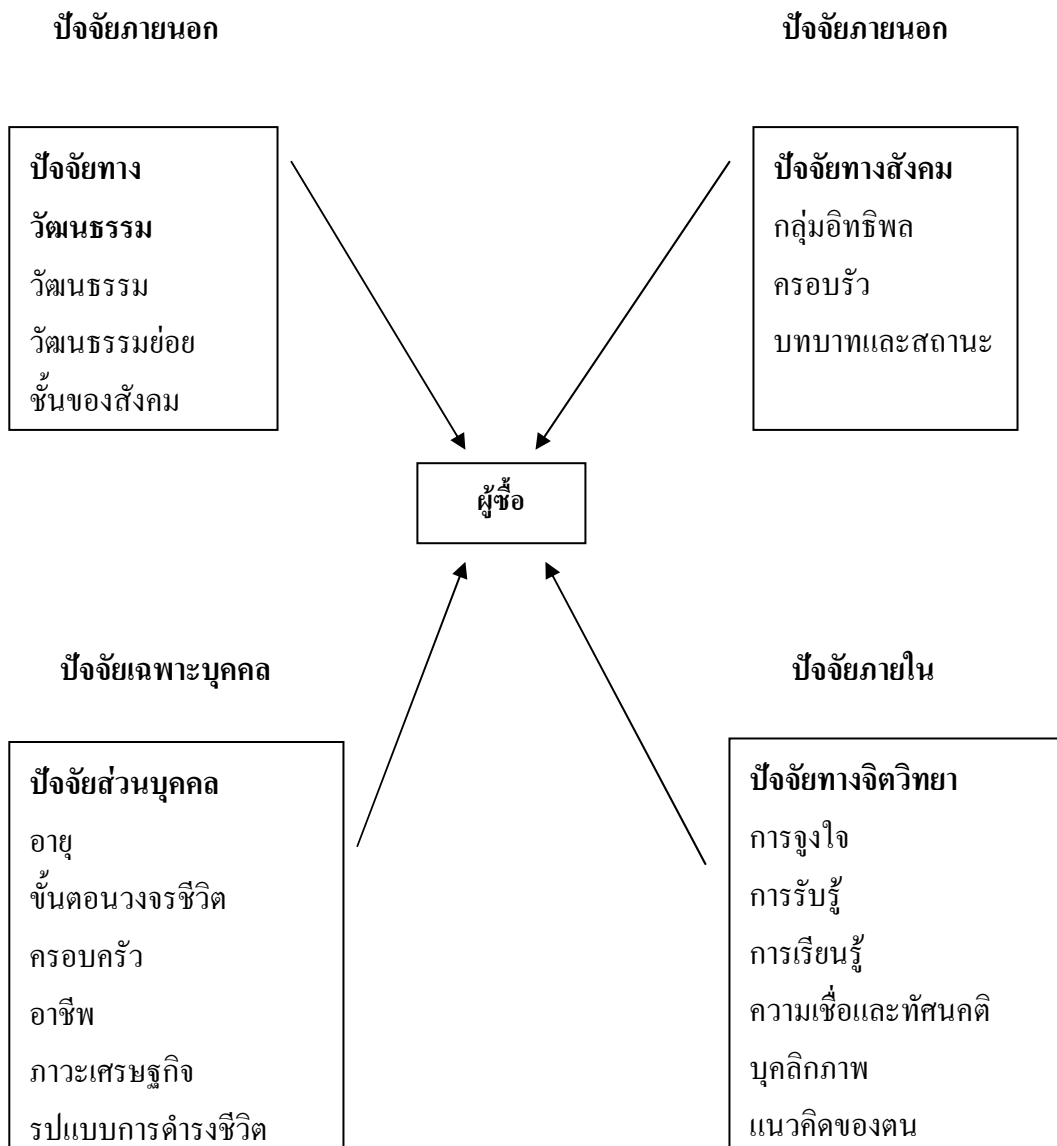 ปัจจัยภายนอก
ปัจจัยภายนอก
ปัจจัยทาง
วัฒนธรรม
วัฒนธรรม
วัฒนธรรมย่อย
ชั้นของสังคม
ปัจจัยทางสังคม
กลุ่มอิทธิพล
ครอบรัว
บทบาทและสถานะ
ผู้ซื้อ
ปัจจัยเฉพาะบุคคล
ปัจจัยภายใน
ปัจจัยส่วนบุคคล
อายุ
ขั้นตอนวงจรชีวิต
ครอบครัว
อาชีพ
ภาวะเศรษฐกิจ
รูปแบบการดำรงชีวิต
ปัจจัยทางจิตวิทยา
การจูงใจ
การรับรู้
การเรียนรู้
ความเชื่อและทัศนคติ
บุคลิกภาพ
แนวคิดของตน